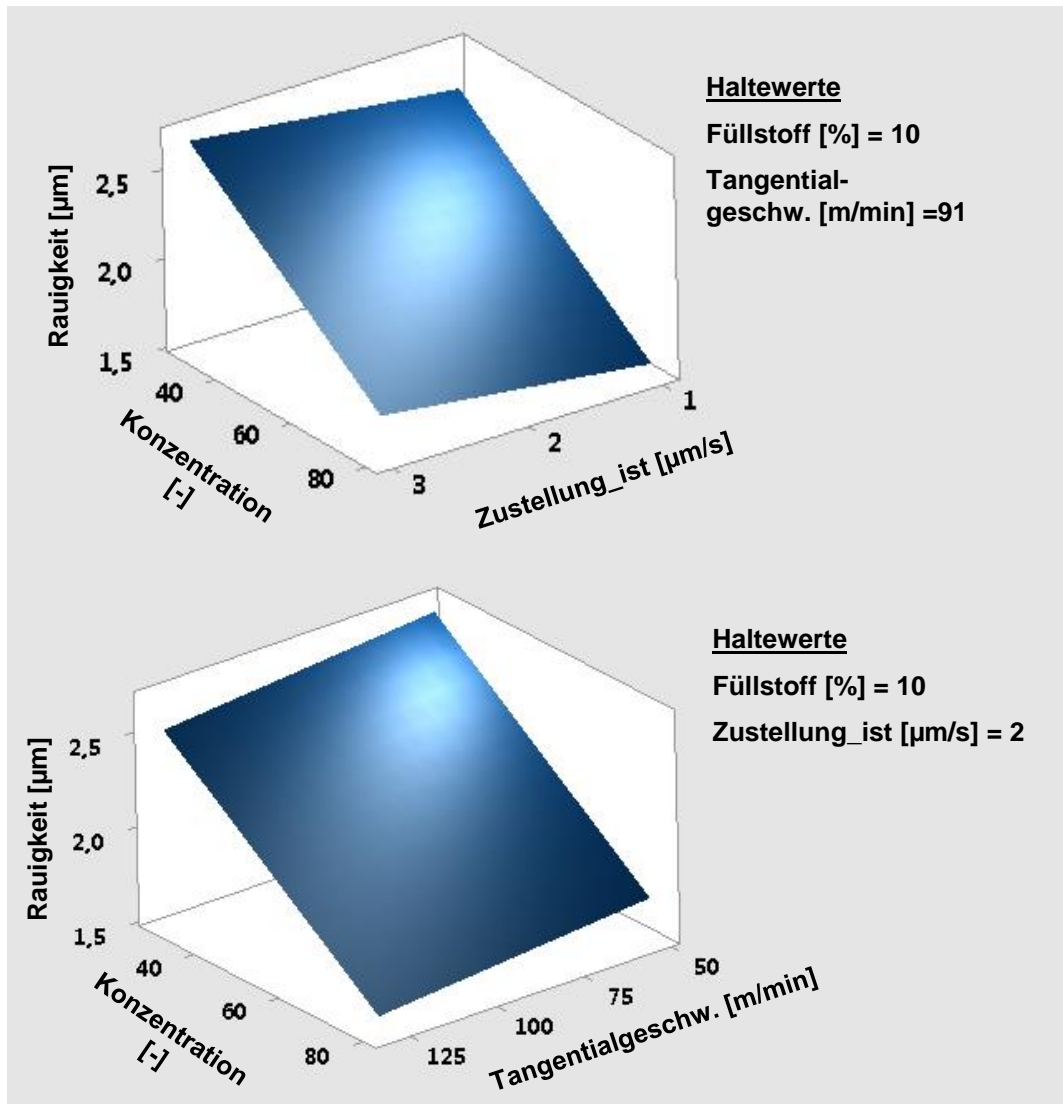 Haltewerte
Füllstoff [%] = 10
Tangential-
geschw. [m/min] =91
Rauigkeit [µm]
2,5
2,0
1,5
40
60
80
Konzentration
[-]
3
2
1
Zustellung_ist [µm/s]
Haltewerte
Füllstoff [%] = 10
Zustellung_ist [µm/s] = 2
Rauigkeit [µm]
2,5
2,0
1,5
40
60
80
Konzentration
[-]
125
100
75
50
Tangentialgeschw. [m/min]